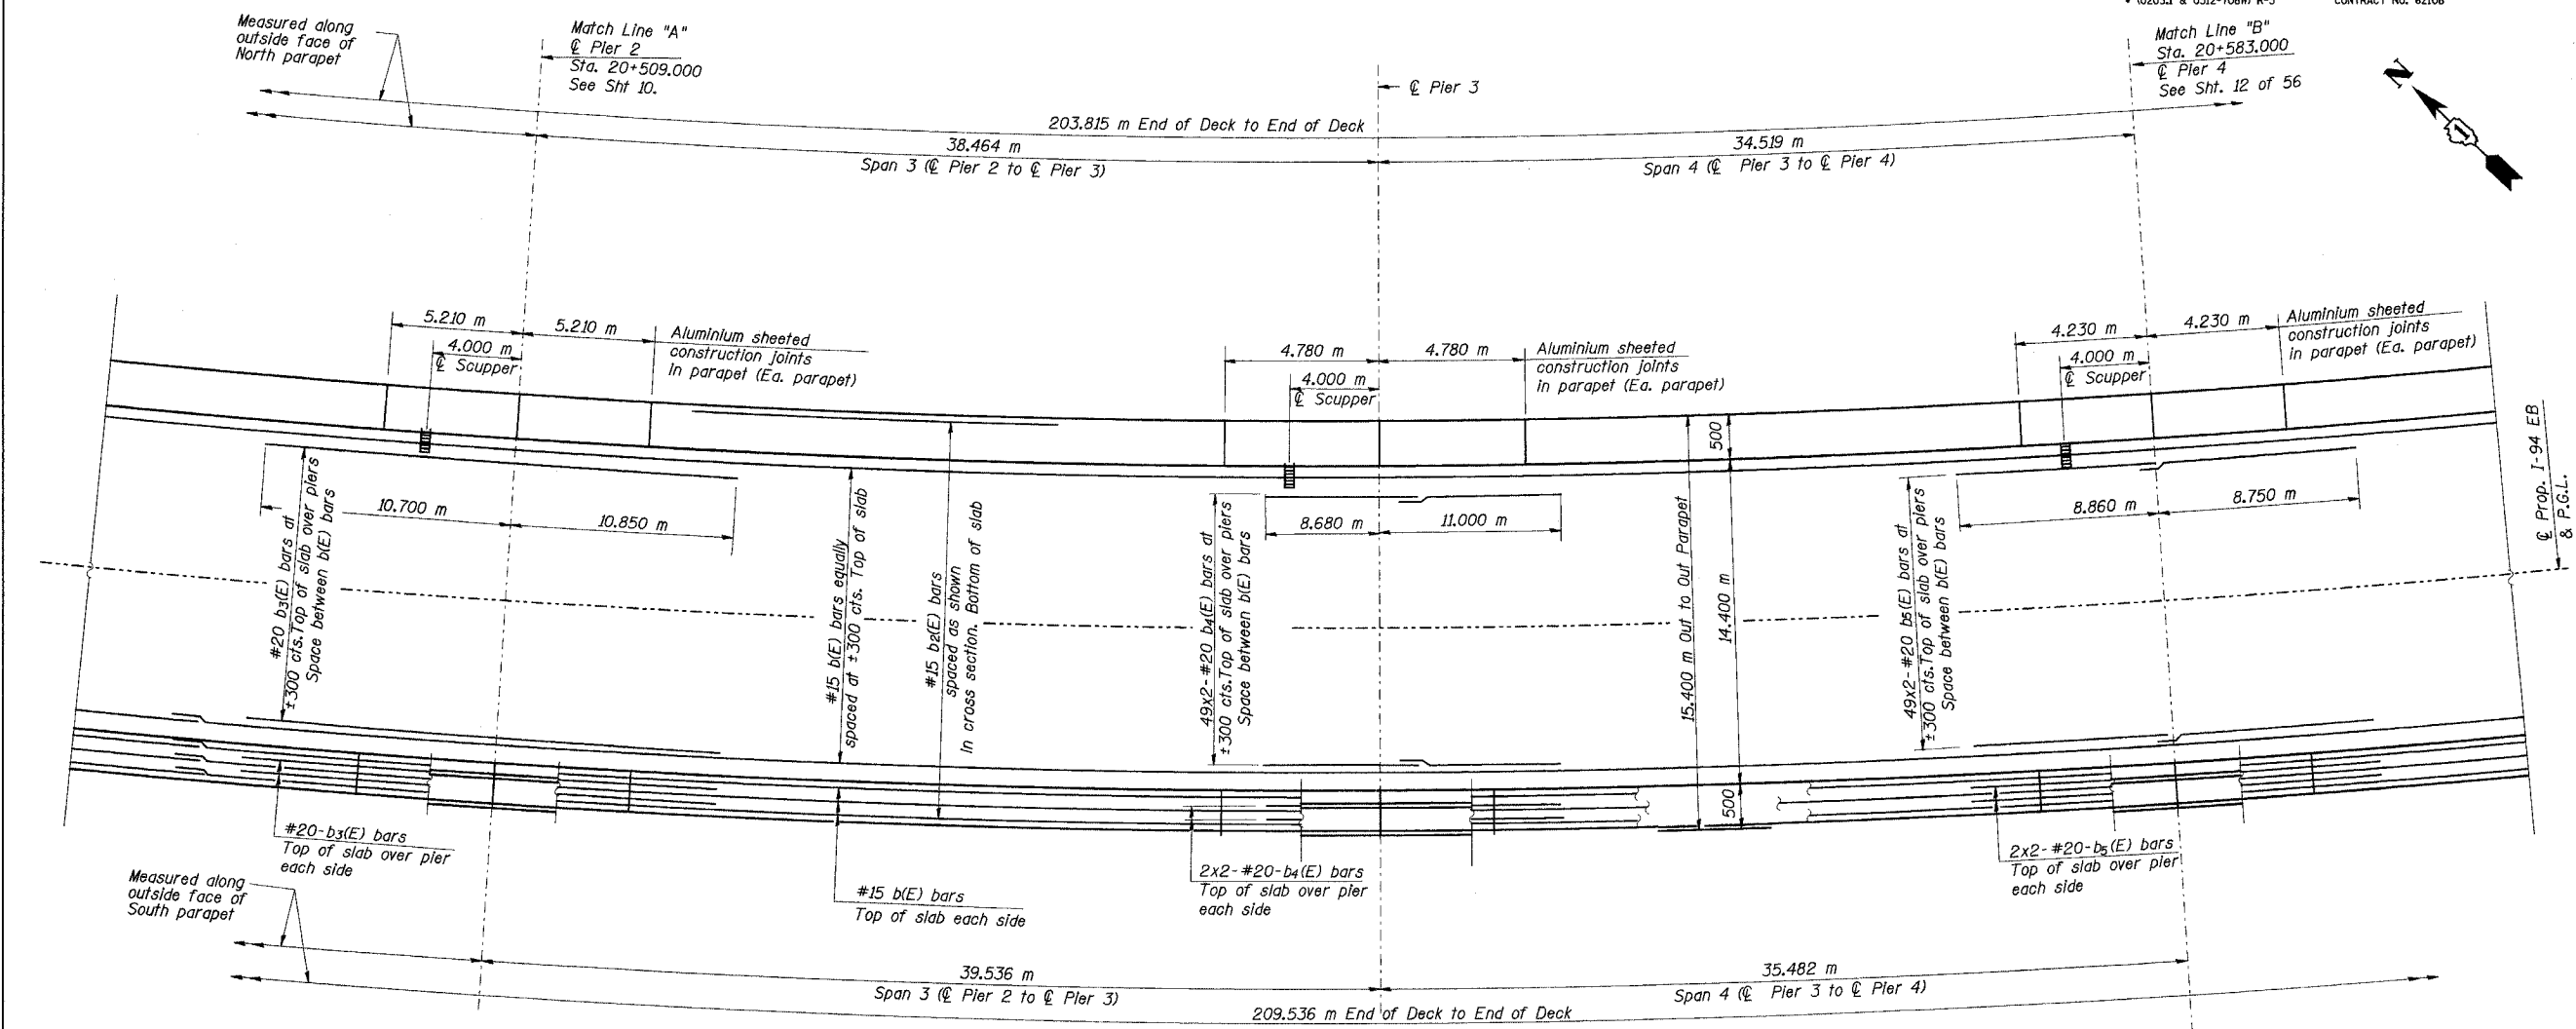 CONTRACT NO. 62108
Measured along
outside face of
North parapet
Match Line "A"
℄ Pier 2
Sta. 20+509.000
See Sht 10.
℄ Pier 3
Match Line "B"
Sta. 20+583.000
℄ Pier 4
See Sht. 12 of 56
N
203.815 m End of Deck to End of Deck
38.464 m
Span 3 (℄ Pier 2 to ℄ Pier 3)
34.519 m
Span 4 (℄ Pier 3 to ℄ Pier 4)
5.210 m
5.210 m
4.000 m
℄ Scupper
Aluminium sheeted
construction joints
in parapet (Ea. parapet)
4.780 m
4.780 m
4.000 m
℄ Scupper
Aluminium sheeted
construction joints
in parapet (Ea. parapet)
4.230 m
4.230 m
4.000 m
℄ Scupper
Aluminium sheeted
construction joints
in parapet (Ea. parapet)
10.700 m
10.850 m
8.680 m
11.000 m
8.860 m
8.750 m
#20 b3(E) bars at
±300 cts.Top of slab over piers
Space between b(E) bars
#15 b(E) bars equally
spaced at ±300 cts. Top of slab
#15 b2(E) bars
spaced as shown
in cross section. Bottom of slab
49x2-#20 b4(E) bars at
±300 cts.Top of slab over piers
Space between b(E) bars
15.400 m Out to Out Parapet
500
14.400 m
500
49x2-#20 b5(E) bars at
±300 cts.Top of slab over piers
Space between b(E) bars
℄ Prop. I-94 EB
& P.G.L.
#20-b3(E) bars
Top of slab over pier
each side
#15 b(E) bars
Top of slab each side
2x2-#20-b4(E) bars
Top of slab over pier
each side
2x2-#20-b5(E) bars
Top of slab over pier
each side
Measured along
outside face of
South parapet
39.536 m
Span 3 (℄ Pier 2 to ℄ Pier 3)
35.482 m
Span 4 (℄ Pier 3 to ℄ Pier 4)
209.536 m End of Deck to End of Deck